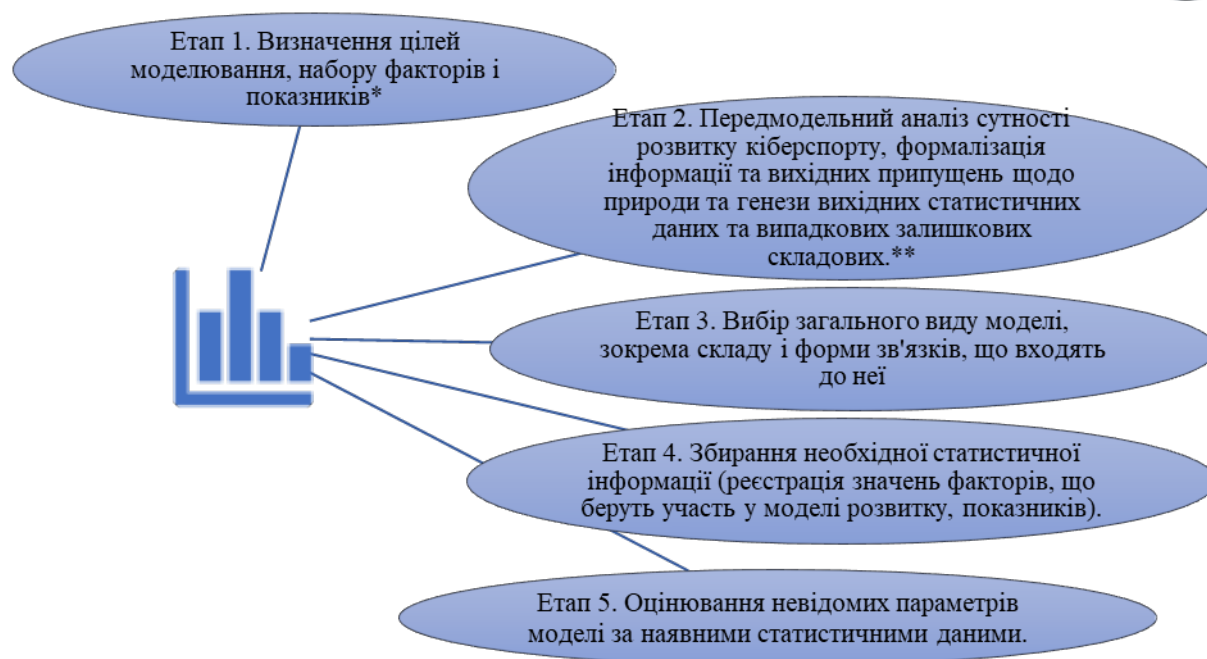 Етап 1. Визначення цілей
моделювання, набору факторів і
показників*
Етап 2. Передмодельний аналіз сутності
розвитку кіберспорту, формалізація
інформації та вихідних припущень щодо
природи та генези вихідних статистичних
даних та випадкових залишкових
складових.**
Етап 3. Вибір загального виду моделі,
зокрема складу і форми зв'язків, що входять
до неї
Етап 4. Збирання необхідної статистичної
інформації (реєстрація значень факторів, що
беруть участь у моделі розвитку, показників).
Етап 5. Оцінювання невідомих параметрів
моделі за наявними статистичними даними.